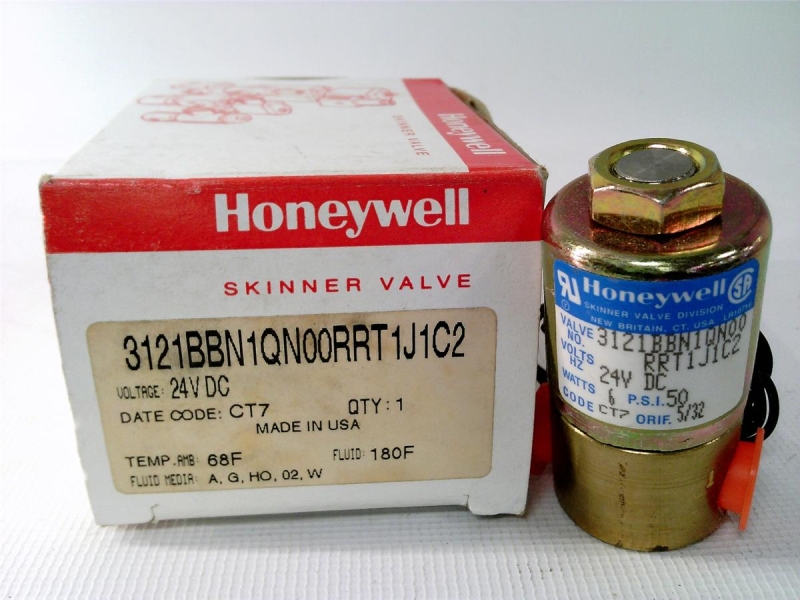 Honeywell
SKINNER VALVE
Honeywell
SKINNER VALVE
3121BBN1QN00RRT1J1C2
VOLTAGE: 24V DC
DATE CODE: CT7 QTY: 1
MADE IN USA
TEMP. AMB: 68F FLUID: 180F
FLUID MEDIA: A, G, HO, O2, W
Honeywell
SKINNER VALVE DIVISION
NEW BRITAIN, CT. USA
VALVE NO. 3121BBN1QN00
RRT1J1C2
VOLTS HZ 24V DC
WATTS 6 P.S.I. 50
CODE CT7 ORIF. 5/32